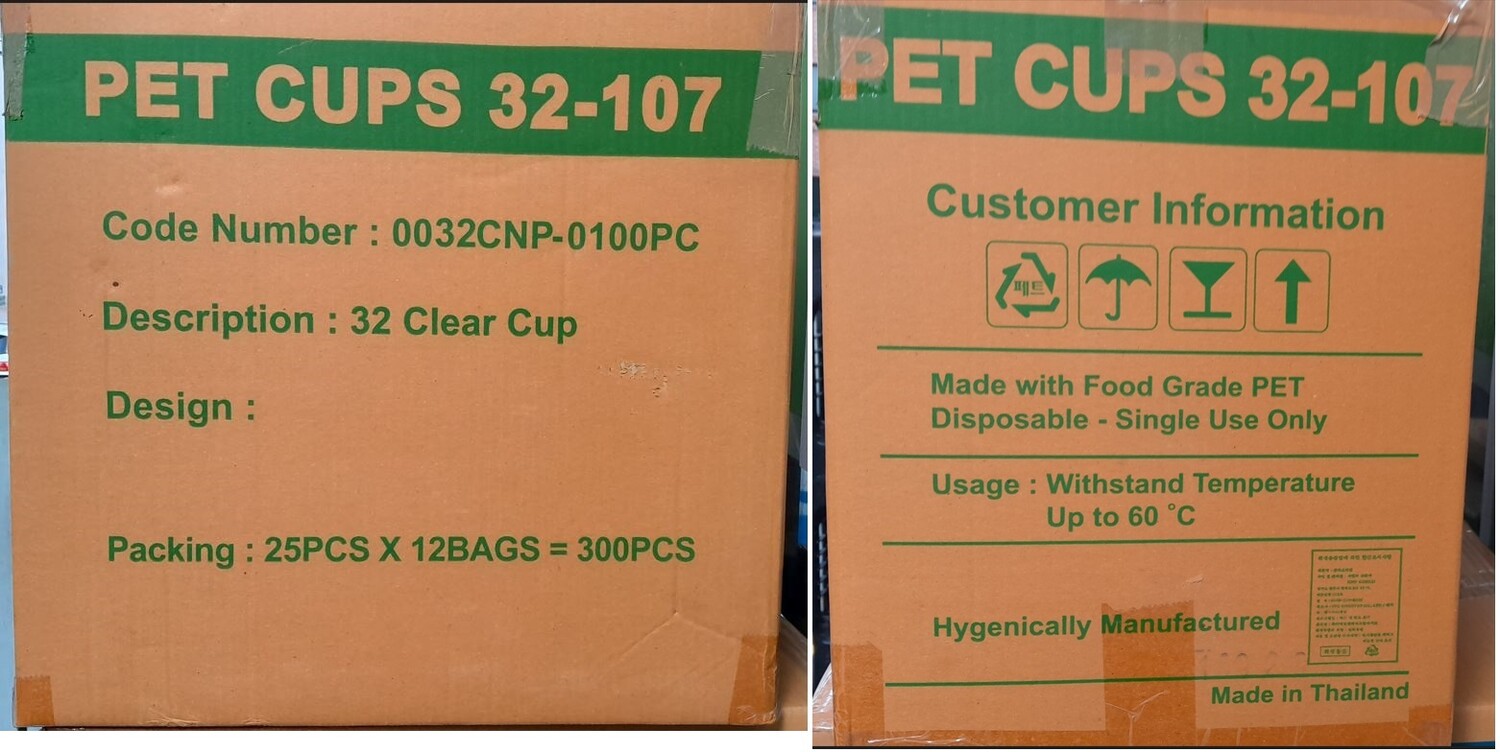 PET CUPS 32-107
Code Number : 0032CNP-0100PC
Description : 32 Clear Cup
Design :
Packing : 25PCS X 12BAGS = 300PCS
PET CUPS 32-107
Customer Information
페트
Made with Food Grade PET
Disposable - Single Use Only
Usage : Withstand Temperature
Up to 60 °C
Hygenically Manufactured
Made in Thailand